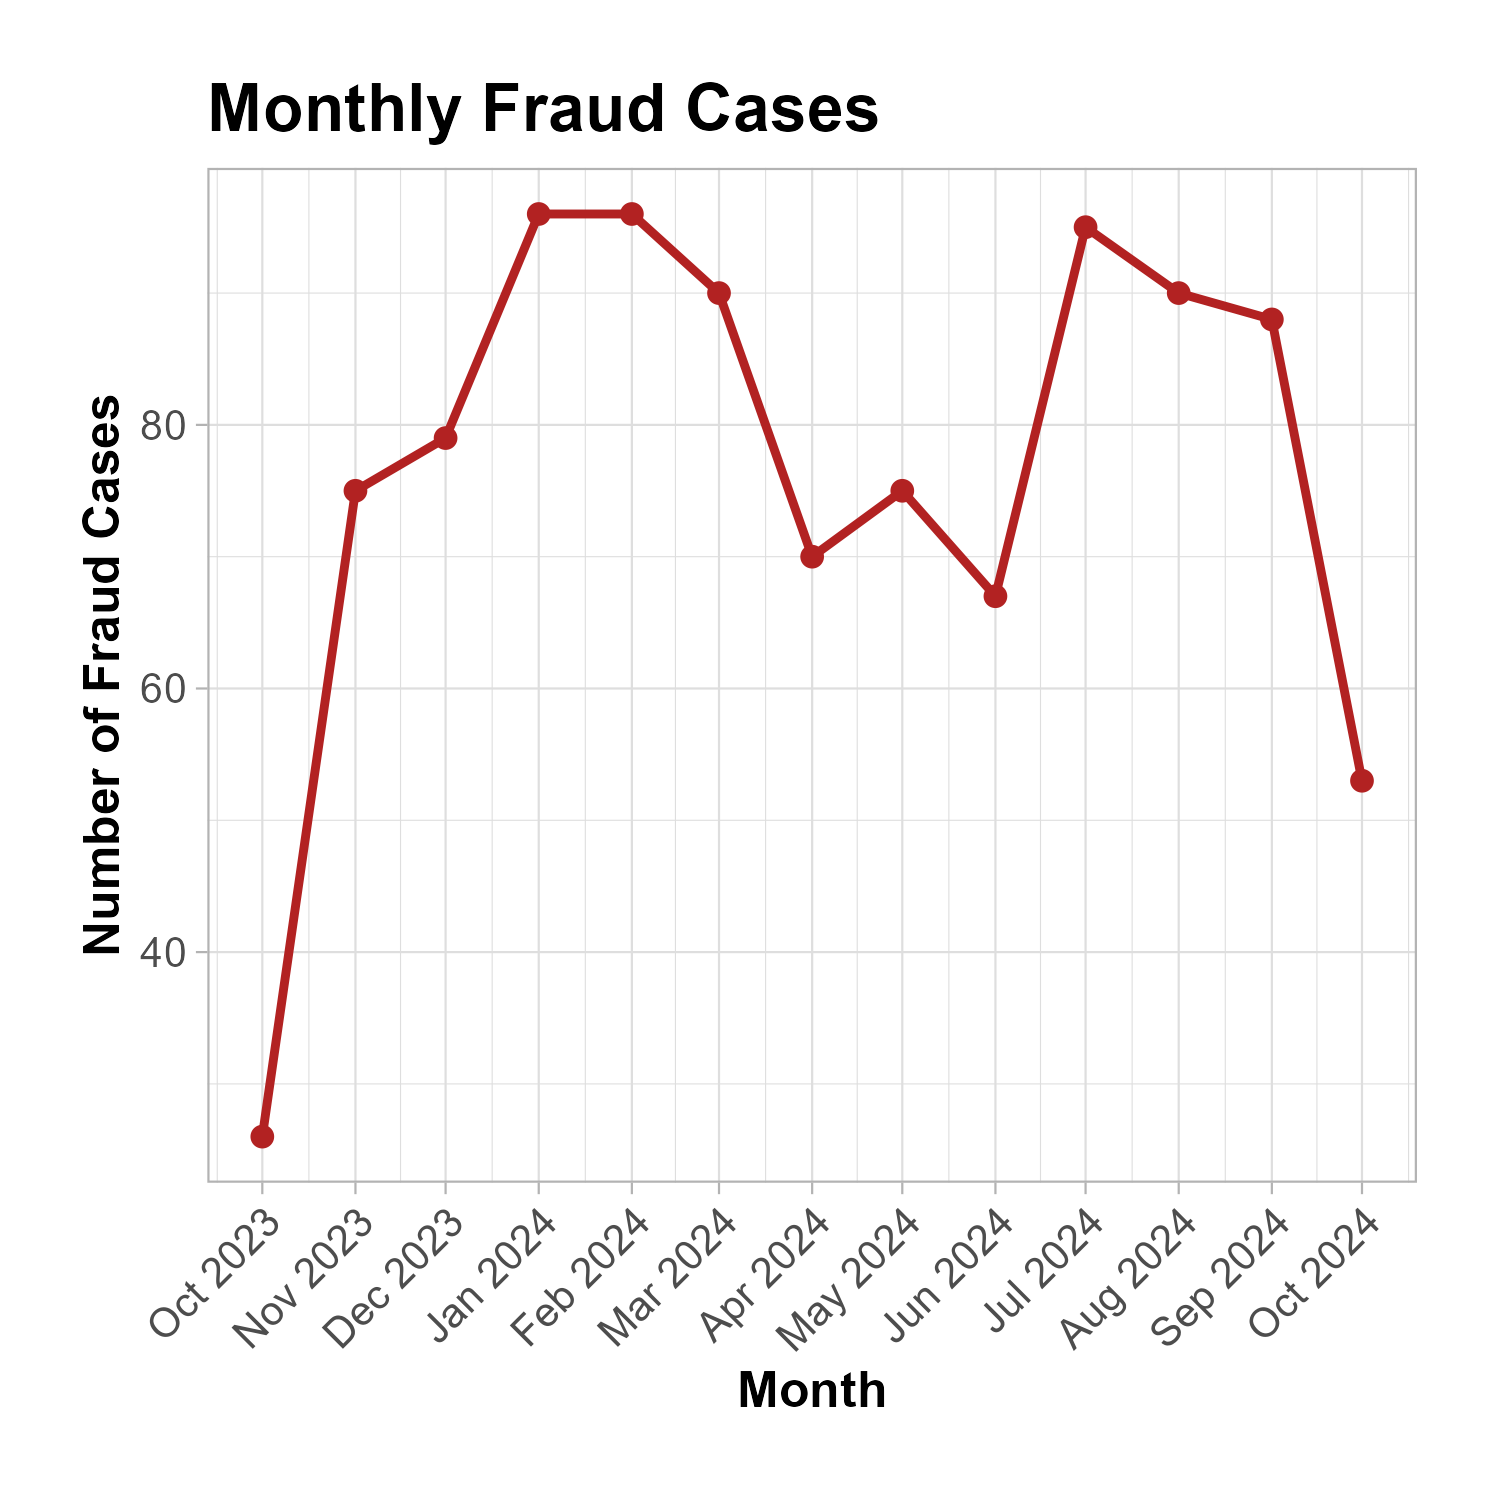 Monthly Fraud Cases
Number of Fraud Cases
80
60
40
Oct 2023
Nov 2023
Dec 2023
Jan 2024
Feb 2024
Mar 2024
Apr 2024
May 2024
Jun 2024
Jul 2024
Aug 2024
Sep 2024
Oct 2024
Month